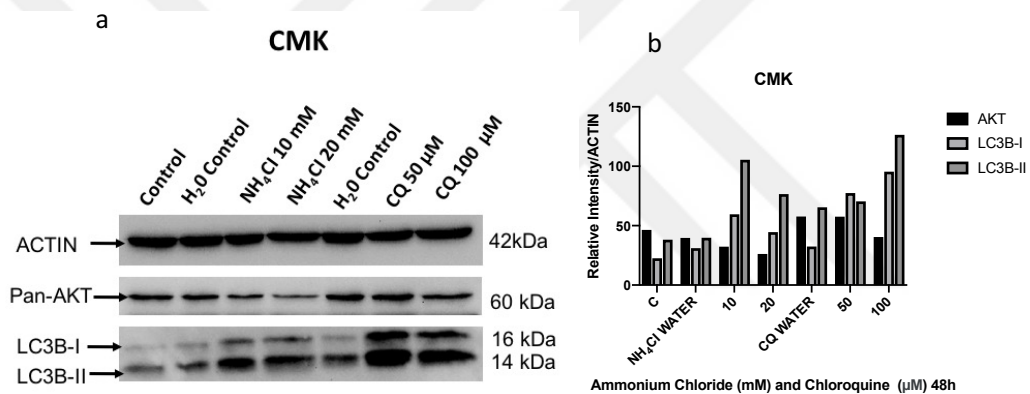 a
CMK
Control
H₂0 Control
NH₄Cl 10 mM
NH₄Cl 20 mM
H₂0 Control
CQ 50 µM
CQ 100 µM
ACTIN
42kDa
Pan-AKT
60 kDa
LC3B-I
16 kDa
LC3B-II
14 kDa
b
CMK
Relative Intensity/ACTIN
150
100
50
0
AKT
LC3B-I
LC3B-II
C
NH₄Cl WATER
10
20
CQ WATER
50
100
Ammonium Chloride (mM) and Chloroquine (µM) 48h